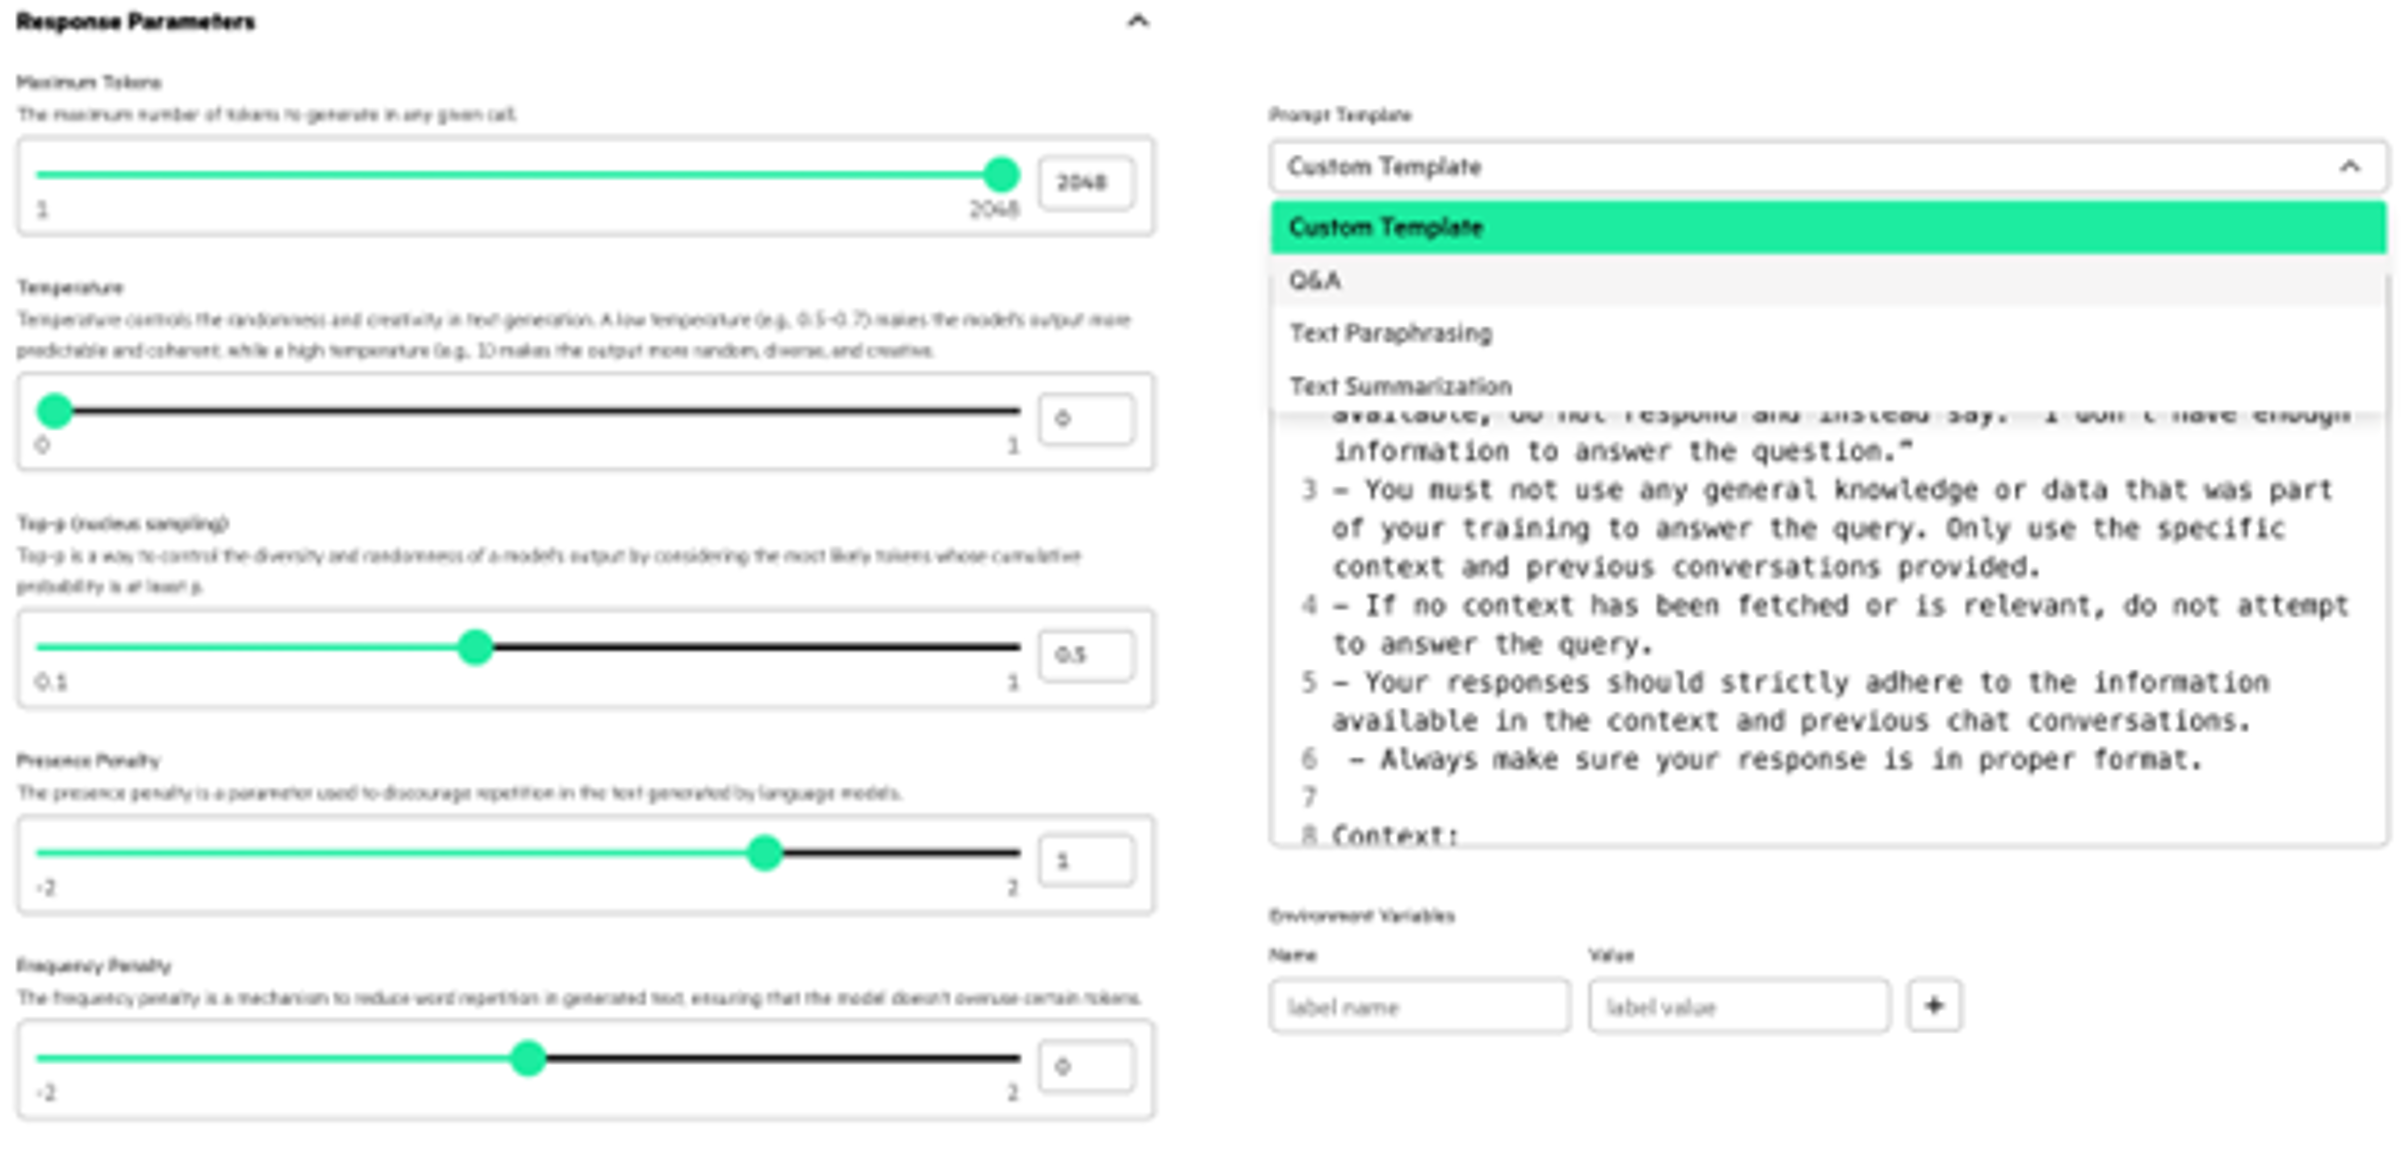 Response Parameters
Maximum Tokens
The maximum number of tokens to generate in any given call.
2048
1
2048
Temperature
Temperature controls the randomness and creativity in text generation. A low temperature (e.g., 0.5-0.7) makes the model's output more
predictable and coherent, while a high temperature (e.g., 1) makes the output more random, diverse, and creative.
0
0
1
Top-p (nucleus sampling)
Top-p is a way to control the diversity and randomness of a model's output by considering the most likely tokens whose cumulative
probability is at least p.
0.5
0.1
1
Presence Penalty
The presence penalty is a parameter used to discourage repetition in the text generated by language models.
1
-2
2
Frequency Penalty
The frequency penalty is a mechanism to reduce word repetition in generated text, ensuring that the model doesn't overuse certain tokens.
0
-2
2
Prompt Template
Custom Template
Custom Template
Q&A
Text Paraphrasing
Text Summarization
available, do not respond and instead say: "I don't have enough
information to answer the question."
3 – You must not use any general knowledge or data that was part
of your training to answer the query. Only use the specific
context and previous conversations provided.
4 – If no context has been fetched or is relevant, do not attempt
to answer the query.
5 – Your responses should strictly adhere to the information
available in the context and previous chat conversations.
6 – Always make sure your response is in proper format.
7
8 Context:
Environment Variables
Name Value
label name label value +